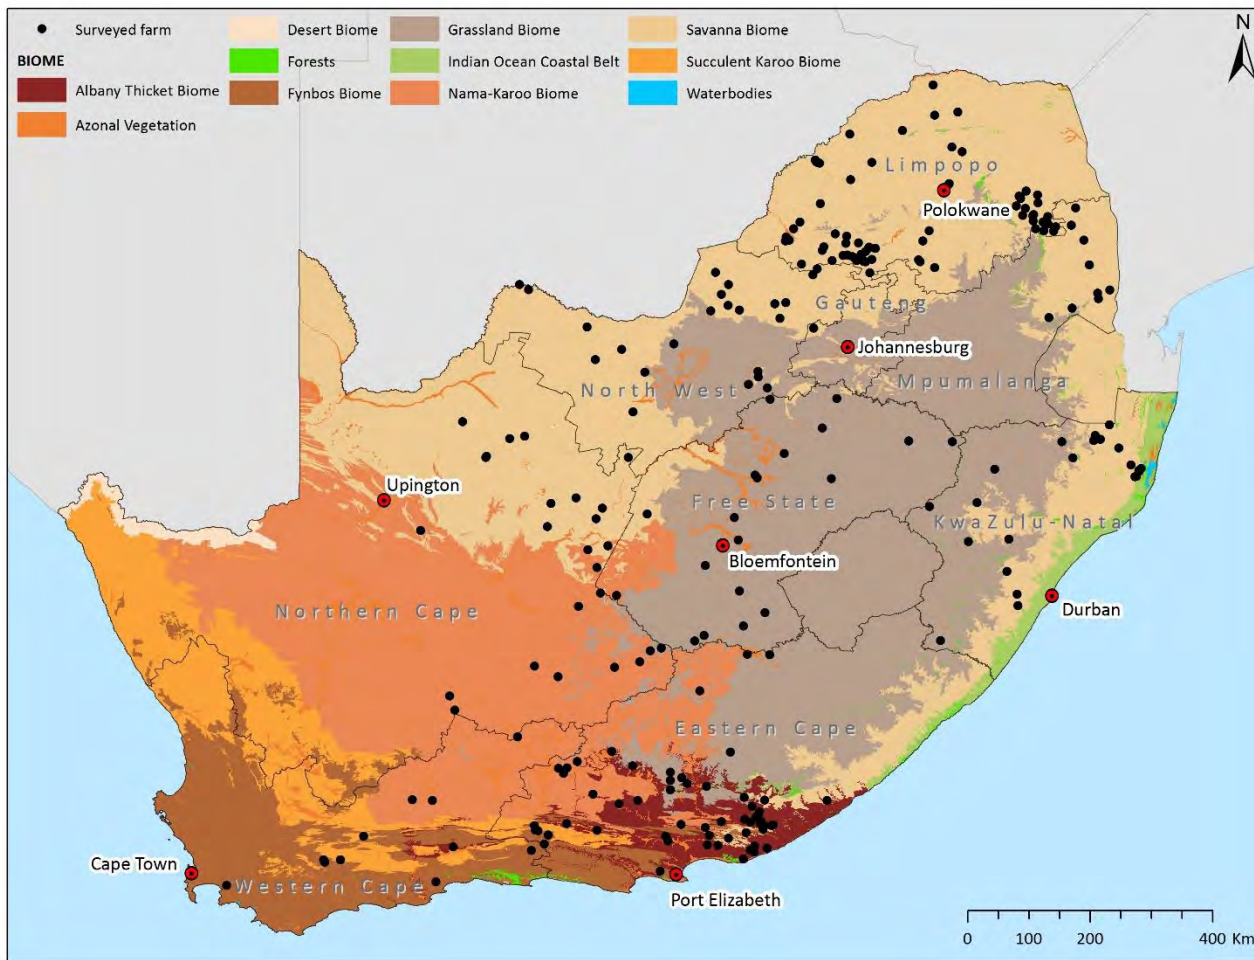 Surveyed farm
BIOME
Albany Thicket Biome
Azonal Vegetation
Desert Biome
Forests
Fynbos Biome
Grassland Biome
Indian Ocean Coastal Belt
Nama-Karoo Biome
Savanna Biome
Succulent Karoo Biome
Waterbodies
N
Limpopo
Polokwane
Gauteng
Johannesburg
North West
Mpumalanga
Upington
Free State
KwaZulu-Natal
Bloemfontein
Northern Cape
Durban
Eastern Cape
Cape Town
Western Cape
Port Elizabeth
0 100 200 400 Km